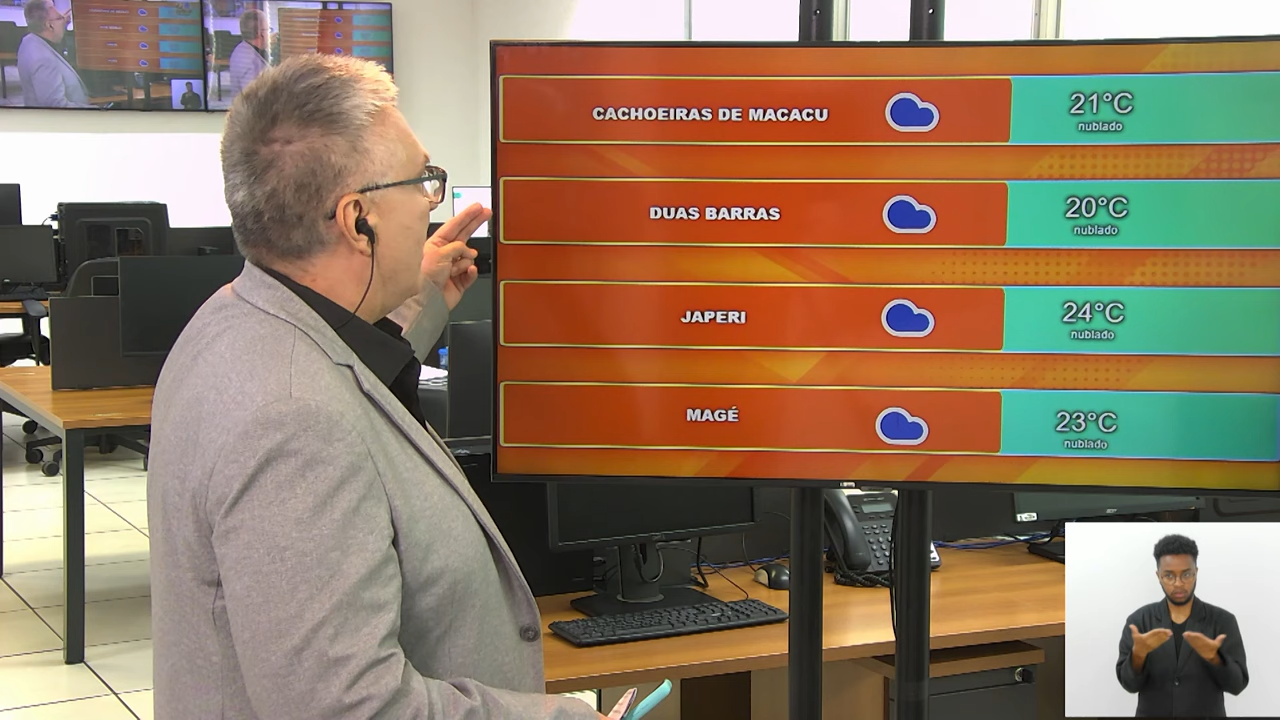 CACHOEIRAS DE MACACU
21°C
nublado
DUAS BARRAS
20°C
nublado
JAPERI
24°C
nublado
MAGÉ
23°C
nublado